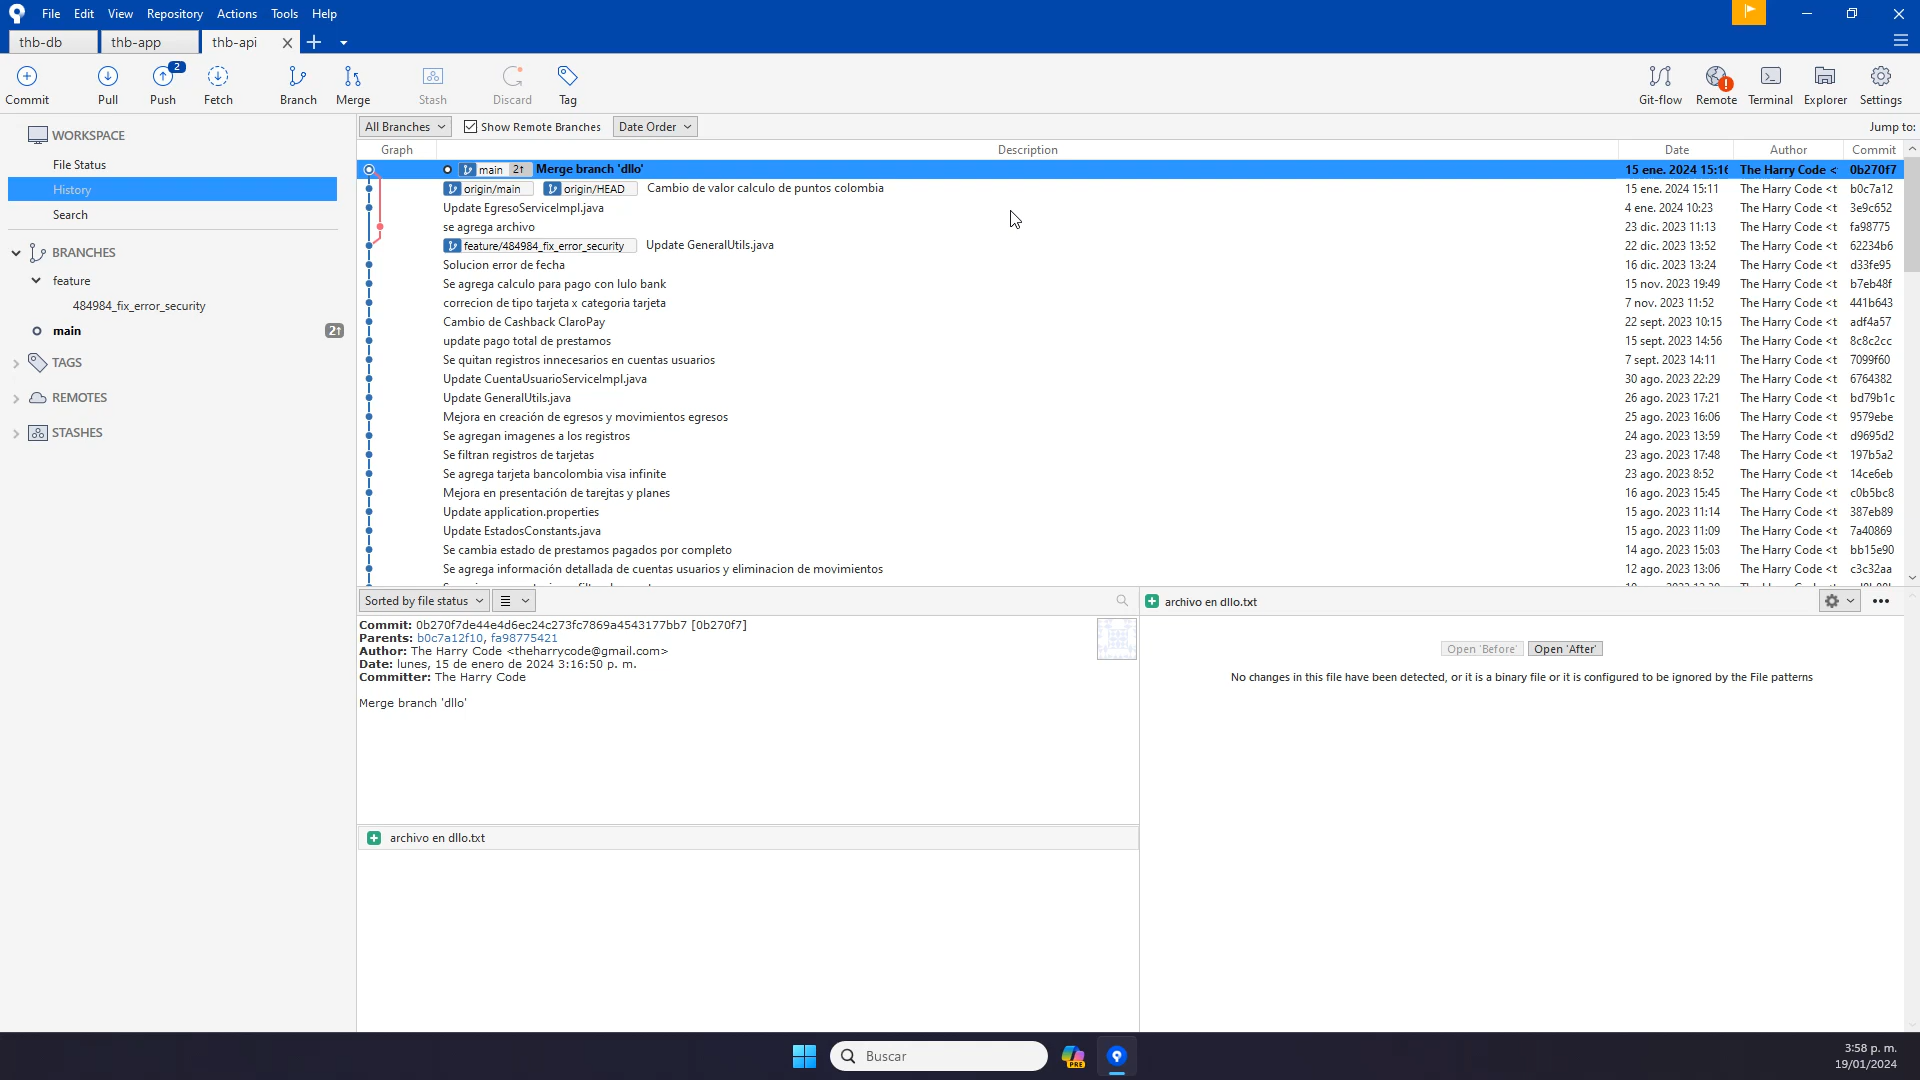 File Edit View Repository Actions Tools Help
thb-db thb-app thb-api
2
Commit Pull Push Fetch Branch Merge Stash Discard Tag Git-flow Remote Terminal Explorer Settings
All Branches Show Remote Branches Date Order Jump to:
Graph Description Date Author Commit
main 2↑ Merge branch 'dllo' 15 ene. 2024 15:16 The Harry Code < 0b270f7
origin/main origin/HEAD Cambio de valor calculo de puntos colombia 15 ene. 2024 15:11 The Harry Code <t b0c7a12
Update EgresoServiceImpl.java 4 ene. 2024 10:23 The Harry Code <t 3e9c652
se agrega archivo 23 dic. 2023 11:13 The Harry Code <t fa98775
feature/484984_fix_error_security Update GeneralUtils.java 22 dic. 2023 13:52 The Harry Code <t 62234b6
Solucion error de fecha 16 dic. 2023 13:24 The Harry Code <t d33fe95
Se agrega calculo para pago con lulo bank 15 nov. 2023 19:49 The Harry Code <t b7eb48f
correcion de tipo tarjeta x categoria tarjeta 7 nov. 2023 11:52 The Harry Code <t 441b643
Cambio de Cashback ClaroPay 22 sept. 2023 10:15 The Harry Code <t adf4a57
update pago total de prestamos 15 sept. 2023 14:56 The Harry Code <t 8c8c2cc
Se quitan registros innecesarios en cuentas usuarios 7 sept. 2023 14:11 The Harry Code <t 7099f60
Update CuentaUsuarioServiceImpl.java 30 ago. 2023 22:29 The Harry Code <t 6764382
Update GeneralUtils.java 26 ago. 2023 17:21 The Harry Code <t bd79b1c
Mejora en creación de egresos y movimientos egresos 25 ago. 2023 16:06 The Harry Code <t 9579ebe
Se agregan imagenes a los registros 24 ago. 2023 13:59 The Harry Code <t d9695d2
Se filtran registros de tarjetas 23 ago. 2023 17:48 The Harry Code <t 197b5a2
Se agrega tarjeta bancolombia visa infinite 23 ago. 2023 8:52 The Harry Code <t 14ce6eb
Mejora en presentación de tarejtas y planes 16 ago. 2023 15:45 The Harry Code <t c0b5bc8
Update application.properties 15 ago. 2023 11:14 The Harry Code <t 387eb89
Update EstadosConstants.java 15 ago. 2023 11:09 The Harry Code <t 7a40869
Se cambia estado de prestamos pagados por completo 14 ago. 2023 15:03 The Harry Code <t bb15e90
Se agrega información detallada de cuentas usuarios y eliminacion de movimientos 12 ago. 2023 13:06 The Harry Code <t c3c32aa
WORKSPACE
File Status
History
Search
BRANCHES
feature
484984_fix_error_security
main 2↑
TAGS
REMOTES
STASHES
Sorted by file status
Commit: 0b270f7de44e4d6ec24c273fc7869a4543177bb7 [0b270f7]
Parents: b0c7a12f10, fa98775421
Author: The Harry Code <theharrycode@gmail.com>
Date: lunes, 15 de enero de 2024 3:16:50 p. m.
Committer: The Harry Code
Merge branch 'dllo'
archivo en dllo.txt
archivo en dllo.txt
Open 'Before' Open 'After'
No changes in this file have been detected, or it is a binary file or it is configured to be ignored by the File patterns
Buscar
PRE
3:58 p. m.
19/01/2024